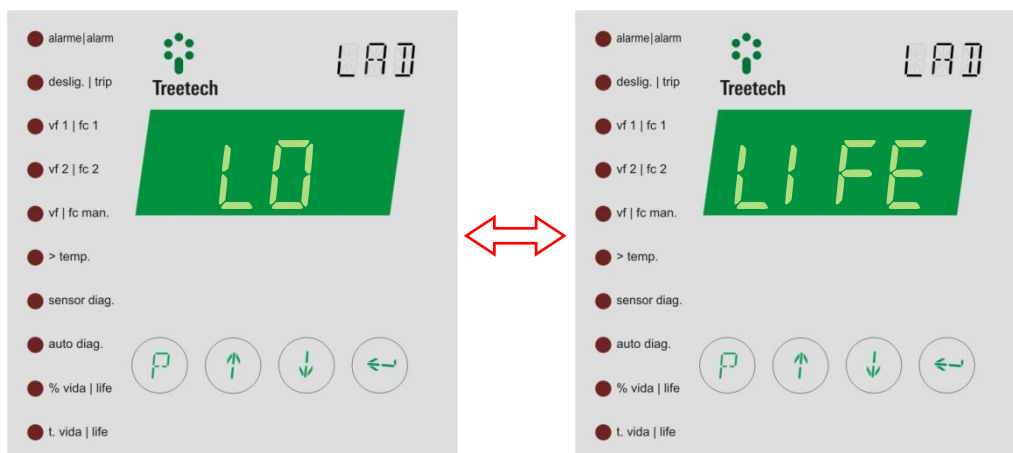 alarme|alarm
LAD
deslig. | trip
Treetech
vf 1 | fc 1
vf 2 | fc 2
LO
vf | fc man.
> temp.
sensor diag.
auto diag.
P
% vida | life
t. vida | life
alarme|alarm
LAD
deslig. | trip
Treetech
vf 1 | fc 1
vf 2 | fc 2
LIFE
vf | fc man.
> temp.
sensor diag.
auto diag.
P
% vida | life
t. vida | life